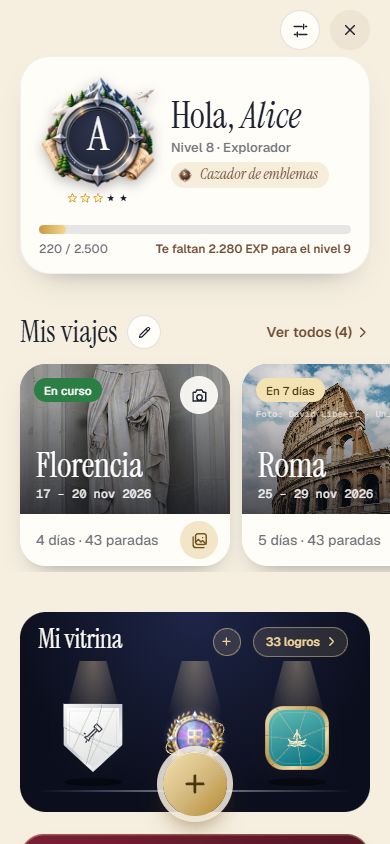 A
Hola, Alice
Nivel 8 · Explorador
Cazador de emblemas
220 / 2.500
Te faltan 2.280 EXP para el nivel 9
Mis viajes
Ver todos (4)
En curso
Florencia
17 – 20 nov 2026
4 días · 43 paradas
En 7 días
Foto: David Libeert · Un
Roma
25 – 29 nov 2026
5 días · 43 paradas
Mi vitrina
+
33 logros
+